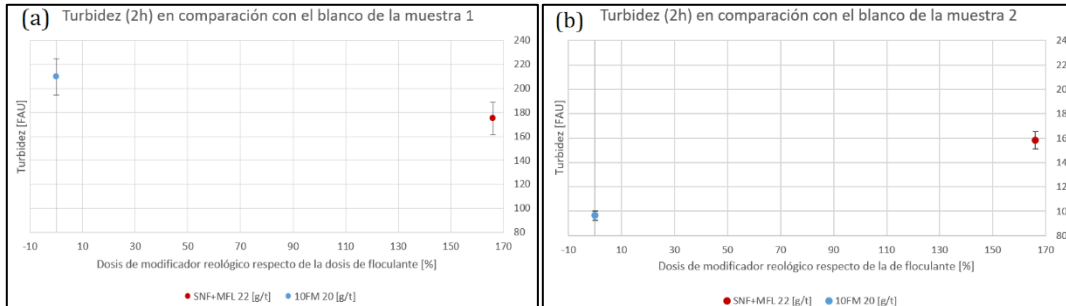 (a) Turbidez (2h) en comparación con el blanco de la muestra 1
240
220
200
180
160
140
120
100
80
Turbidez [FAU]
-10 10 30 50 70 90 110 130 150 170
Dosis de modificador reológico respecto de la dosis de floculante [%]
SNF+MFL 22 [g/t] 10FM 20 [g/t]
(b) Turbidez (2h) en comparación con el blanco de la muestra 2
Turbidez [FAU]
-10 10 30 50 70 90 110 130 150 170
Dosis de modificador reológico respecto de la de floculante [%]
SNF+MFL 22 [g/t] 10FM 20 [g/t]